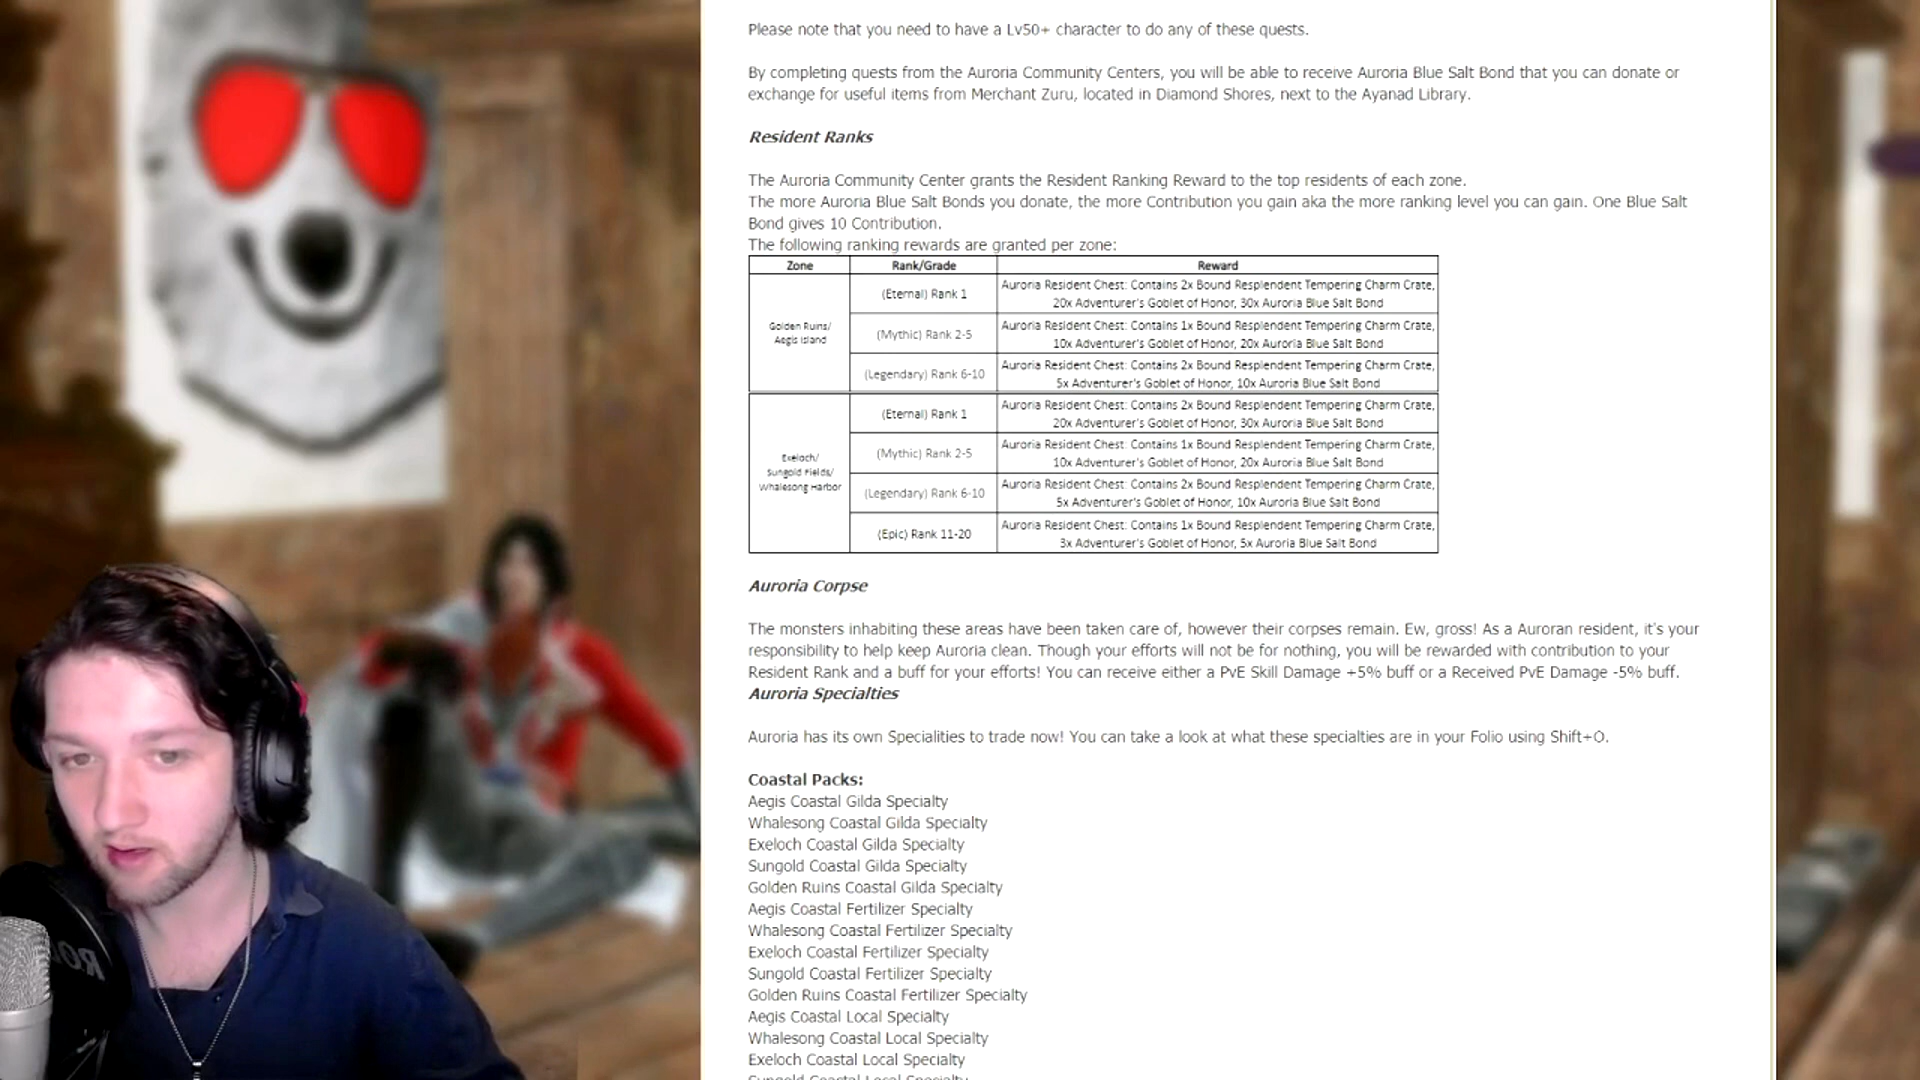 Please note that you need to have a Lv50+ character to do any of these quests.
By completing quests from the Auroria Community Centers, you will be able to receive Auroria Blue Salt Bond that you can donate or
exchange for useful items from Merchant Zuru, located in Diamond Shores, next to the Ayanad Library.
Resident Ranks
The Auroria Community Center grants the Resident Ranking Reward to the top residents of each zone.
The more Auroria Blue Salt Bonds you donate, the more Contribution you gain aka the more ranking level you can gain. One Blue Salt
Bond gives 10 Contribution.
The following ranking rewards are granted per zone:
Zone Rank/Grade Reward
Golden Ruins/
Aegis Island
(Eternal) Rank 1
Auroria Resident Chest: Contains 2x Bound Resplendent Tempering Charm Crate,
20x Adventurer's Goblet of Honor, 30x Auroria Blue Salt Bond
(Mythic) Rank 2-5
Auroria Resident Chest: Contains 1x Bound Resplendent Tempering Charm Crate,
10x Adventurer's Goblet of Honor, 20x Auroria Blue Salt Bond
(Legendary) Rank 6-10
Auroria Resident Chest: Contains 2x Bound Resplendent Tempering Charm Crate,
5x Adventurer's Goblet of Honor, 10x Auroria Blue Salt Bond
Exeloch/
Sungold Fields/
Whalesong Harbor
(Eternal) Rank 1
Auroria Resident Chest: Contains 2x Bound Resplendent Tempering Charm Crate,
20x Adventurer's Goblet of Honor, 30x Auroria Blue Salt Bond
(Mythic) Rank 2-5
Auroria Resident Chest: Contains 1x Bound Resplendent Tempering Charm Crate,
10x Adventurer's Goblet of Honor, 20x Auroria Blue Salt Bond
(Legendary) Rank 6-10
Auroria Resident Chest: Contains 2x Bound Resplendent Tempering Charm Crate,
5x Adventurer's Goblet of Honor, 10x Auroria Blue Salt Bond
(Epic) Rank 11-20
Auroria Resident Chest: Contains 1x Bound Resplendent Tempering Charm Crate,
3x Adventurer's Goblet of Honor, 5x Auroria Blue Salt Bond
Auroria Corpse
The monsters inhabiting these areas have been taken care of, however their corpses remain. Ew, gross! As a Auroran resident, it's your
responsibility to help keep Auroria clean. Though your efforts will not be for nothing, you will be rewarded with contribution to your
Resident Rank and a buff for your efforts! You can receive either a PvE Skill Damage +5% buff or a Received PvE Damage -5% buff.
Auroria Specialties
Auroria has its own Specialities to trade now! You can take a look at what these specialties are in your Folio using Shift+O.
Coastal Packs:
Aegis Coastal Gilda Specialty
Whalesong Coastal Gilda Specialty
Exeloch Coastal Gilda Specialty
Sungold Coastal Gilda Specialty
Golden Ruins Coastal Gilda Specialty
Aegis Coastal Fertilizer Specialty
Whalesong Coastal Fertilizer Specialty
Exeloch Coastal Fertilizer Specialty
Sungold Coastal Fertilizer Specialty
Golden Ruins Coastal Fertilizer Specialty
Aegis Coastal Local Specialty
Whalesong Coastal Local Specialty
Exeloch Coastal Local Specialty
Sungold Coastal Local Specialty